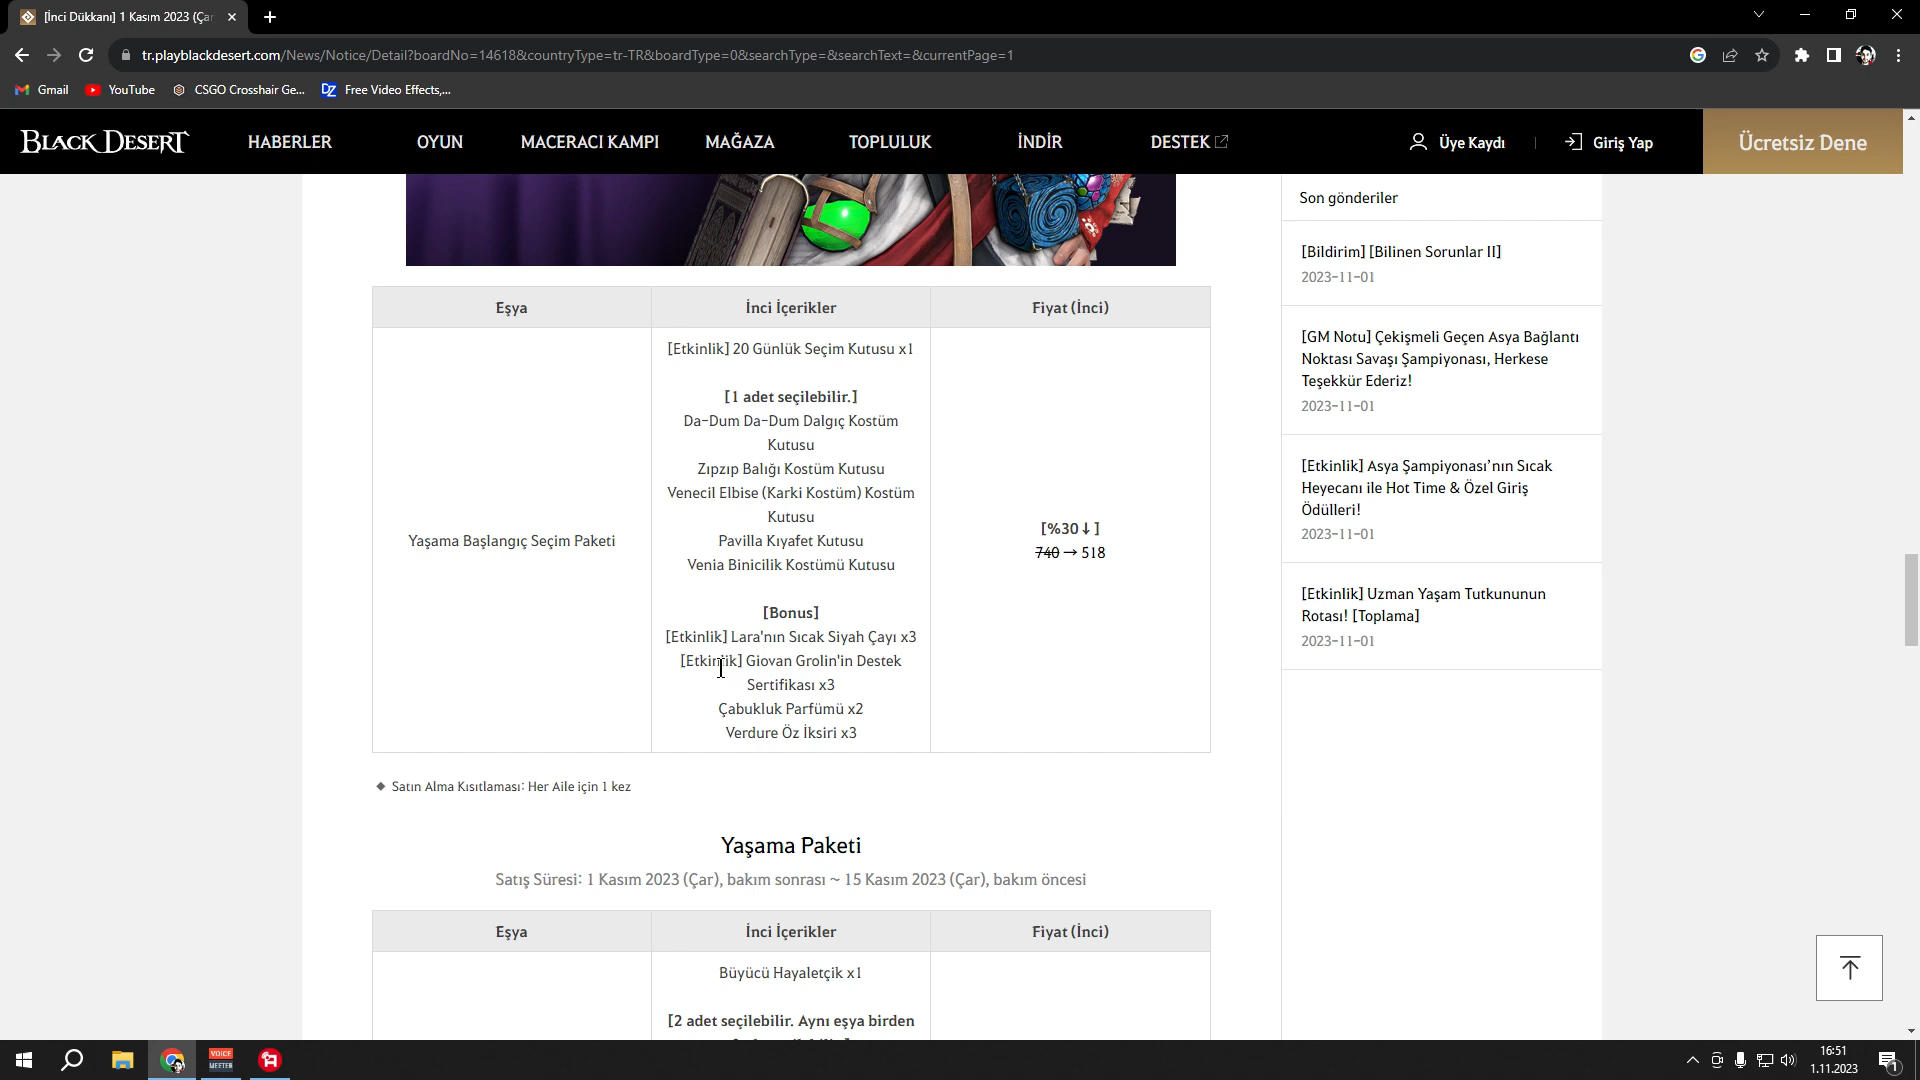 [İnci Dükkanı] 1 Kasım 2023 (Ça
tr.playblackdesert.com/News/Notice/Detail?boardNo=14618&countryType=tr-TR&boardType=0&searchType=&searchText=&currentPage=1
Gmail
YouTube
CSGO Crosshair Ge...
DZ
Free Video Effects,...
BLACK DESERT
HABERLER
OYUN
MACERACI KAMPI
MAĞAZA
TOPLULUK
İNDİR
DESTEK
Üye Kaydı
Giriş Yap
Ücretsiz Dene
Eşya
İnci İçerikler
Fiyat (İnci)
Yaşama Başlangıç Seçim Paketi
[Etkinlik] 20 Günlük Seçim Kutusu x1
[1 adet seçilebilir.]
Da-Dum Da-Dum Dalgıç Kostüm
Kutusu
Zıpzıp Balığı Kostüm Kutusu
Venecil Elbise (Karki Kostüm) Kostüm
Kutusu
Pavilla Kıyafet Kutusu
Venia Binicilik Kostümü Kutusu
[Bonus]
[Etkinlik] Lara'nın Sıcak Siyah Çayı x3
[Etkinlik] Giovan Grolin'in Destek
Sertifikası x3
Çabukluk Parfümü x2
Verdure Öz İksiri x3
[%30↓]
740 → 518
◆ Satın Alma Kısıtlaması: Her Aile için 1 kez
Yaşama Paketi
Satış Süresi: 1 Kasım 2023 (Çar), bakım sonrası ~ 15 Kasım 2023 (Çar), bakım öncesi
Eşya
İnci İçerikler
Fiyat (İnci)
Büyücü Hayaletçik x1
[2 adet seçilebilir. Aynı eşya birden
Son gönderiler
[Bildirim] [Bilinen Sorunlar II]
2023-11-01
[GM Notu] Çekişmeli Geçen Asya Bağlantı
Noktası Savaşı Şampiyonası, Herkese
Teşekkür Ederiz!
2023-11-01
[Etkinlik] Asya Şampiyonası’nın Sıcak
Heyecanı ile Hot Time & Özel Giriş
Ödülleri!
2023-11-01
[Etkinlik] Uzman Yaşam Tutkununun
Rotası! [Toplama]
2023-11-01
VOICE
MEETER
16:51
1.11.2023
1